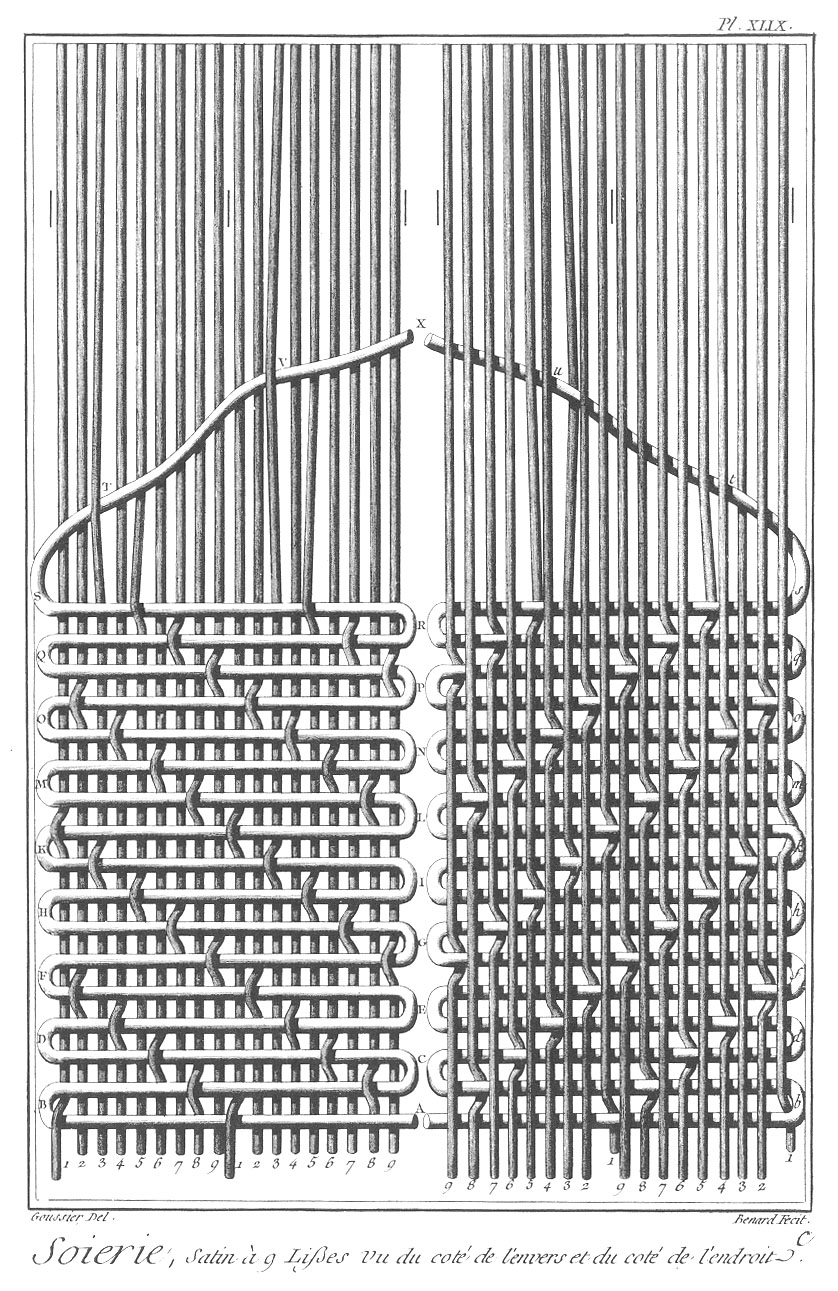 Pl. XLIX.
X
V
u
T
t
S
s
R
Q
q
P
O
o
N
M
m
L
K
k
I
H
h
G
F
f
E
D
d
C
B
b
A
1 2 3 4 5 6 7 8 9 1 2 3 4 5 6 7 8 9
9 8 7 6 5 4 3 2 1 9 8 7 6 5 4 3 2 1
Goussier Del.
Benard Fecit.
Soierie, Satin à 9 Lißes vu du coté de l'envers et du coté de l'endroit.